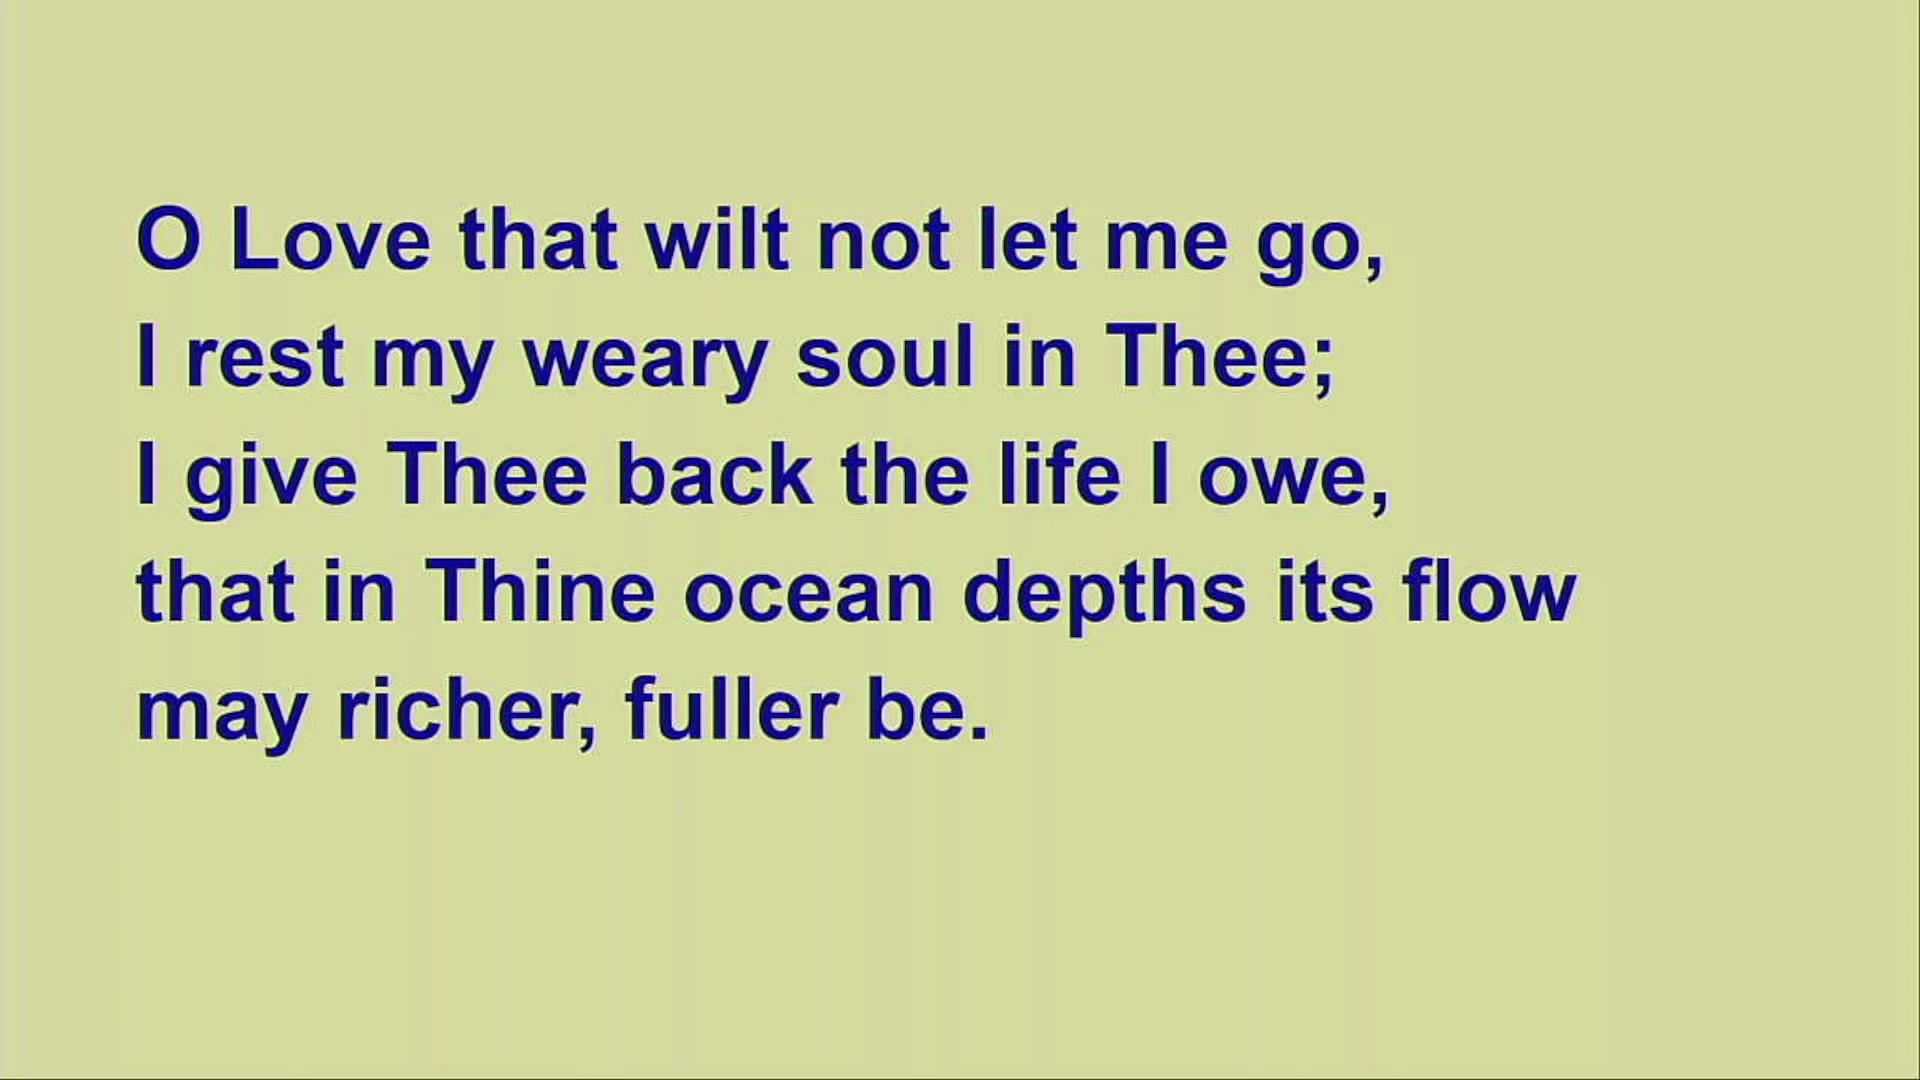 O Love that wilt not let me go,
I rest my weary soul in Thee;
I give Thee back the life I owe,
that in Thine ocean depths its flow
may richer, fuller be.